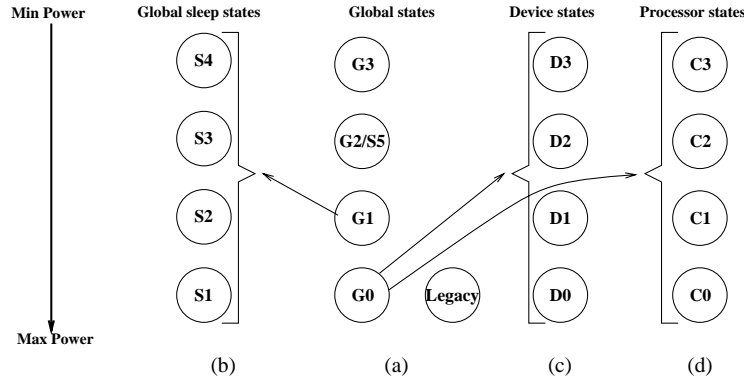 Min Power Global sleep states Global states Device states Processor states
S4 G3 D3 C3
S3 G2/S5 D2 C2
S2 G1 D1 C1
S1 G0 Legacy D0 C0
Max Power
(b) (a) (c) (d)